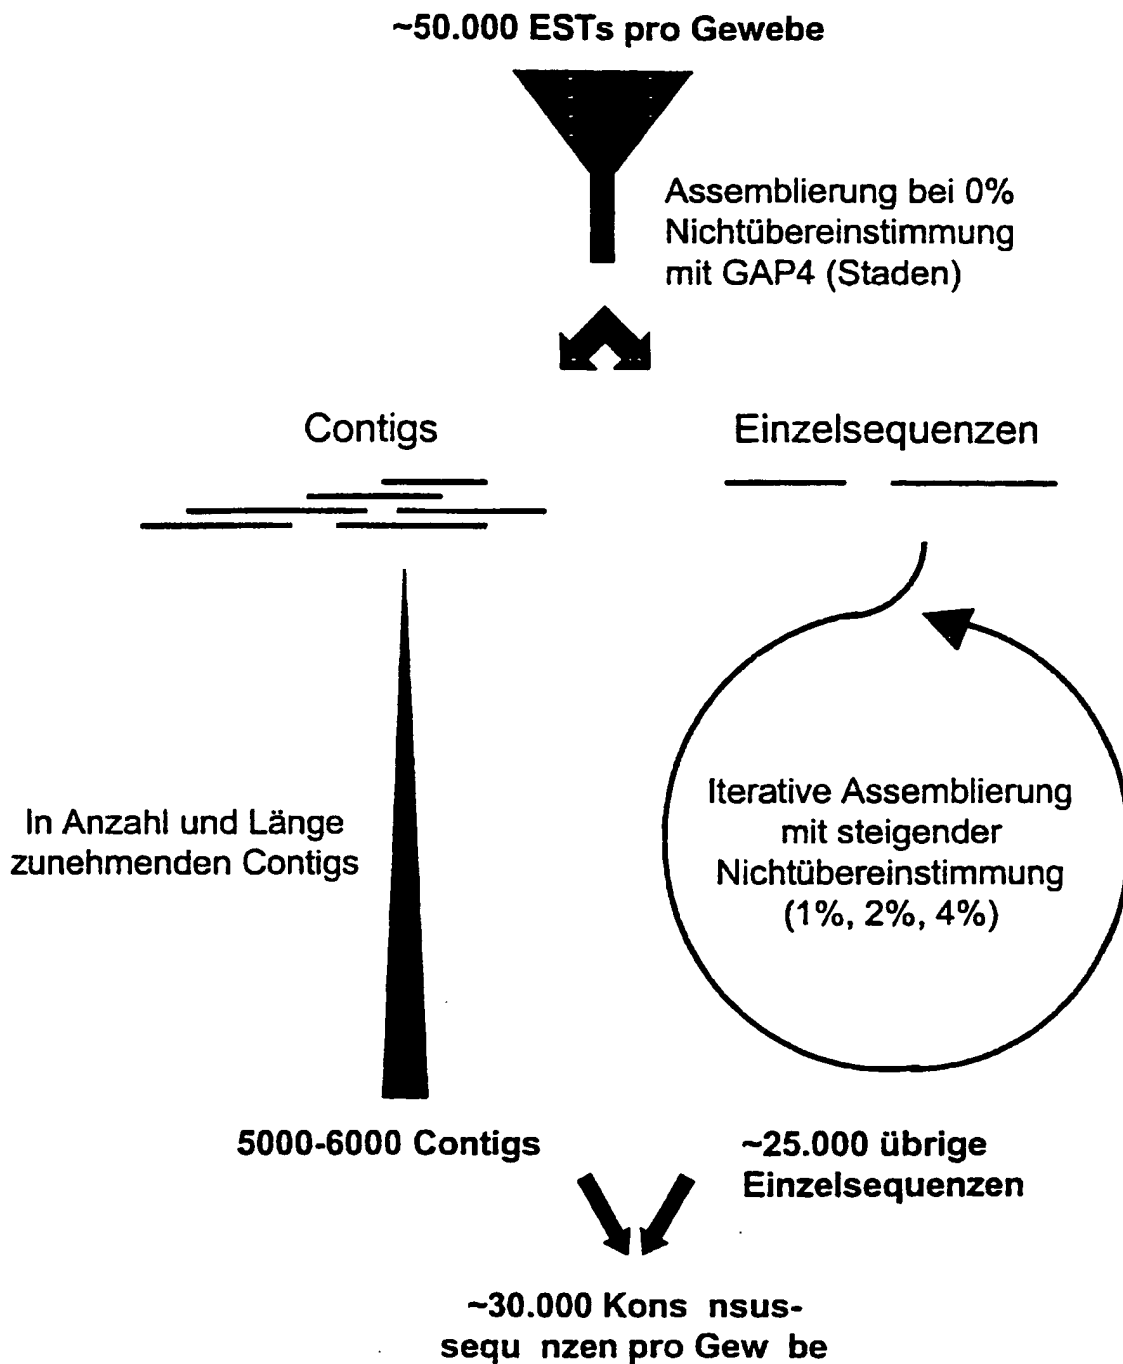 ~50.000 ESTs pro Gewebe
Assemblierung bei 0%
Nichtübereinstimmung
mit GAP4 (Staden)
Contigs
Einzelsequenzen
In Anzahl und Länge
zunehmenden Contigs
Iterative Assemblierung
mit steigender
Nichtübereinstimmung
(1%, 2%, 4%)
5000-6000 Contigs
~25.000 übrige
Einzelsequenzen
~30.000 Kons nsus-
sequ nzen pro Gew be